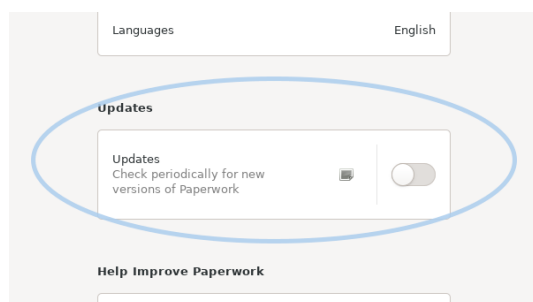 Languages English
Updates
Updates
Check periodically for new
versions of Paperwork
Help Improve Paperwork